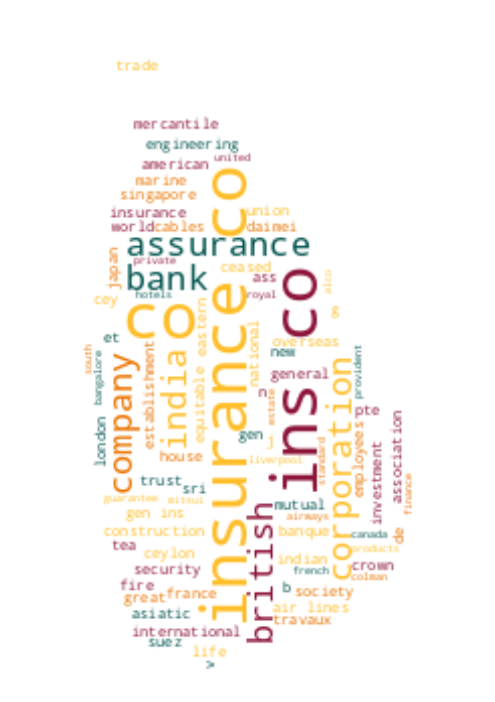 trade
mercantile
engineering
united
american
marine
singapore
insurance
union
world
cables
daimei
assurance
private
bank
ceased
ass
japan
hotels
royal
alco
cey
co
g
insurance co
ins co
et
eastern
national
overseas
new
south
bangalore
company
establishment
india
equitable
general
provident
n
estate
corporation
pte
london
gen
j
employees
association
house
liverpool
standard
investment
trust
sri
finance
guarantee
mitsui
gen ins
mutual
airways
british
construction
banque
canada
de
tea
ceylon
products
security
indian
french
crown
colman
fire
b
society
great
france
asiatic
air lines
travaux
international
suez
life
>